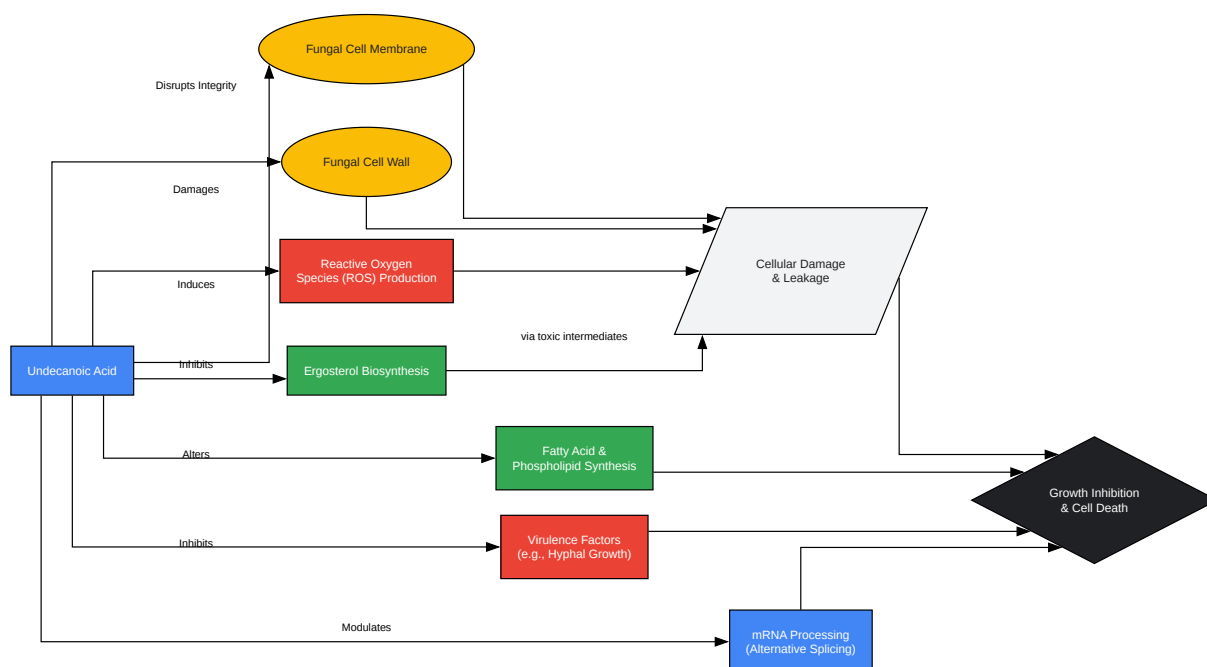 Fungal Cell Membrane
Disrupts Integrity
Fungal Cell Wall
Damages
Reactive Oxygen
Species (ROS) Production
Induces
Cellular Damage
& Leakage
via toxic intermediates
Undecanoic Acid
Inhibits
Ergosterol Biosynthesis
Alters
Fatty Acid &
Phospholipid Synthesis
Growth Inhibition
& Cell Death
Inhibits
Virulence Factors
(e.g., Hyphal Growth)
Modulates
mRNA Processing
(Alternative Splicing)